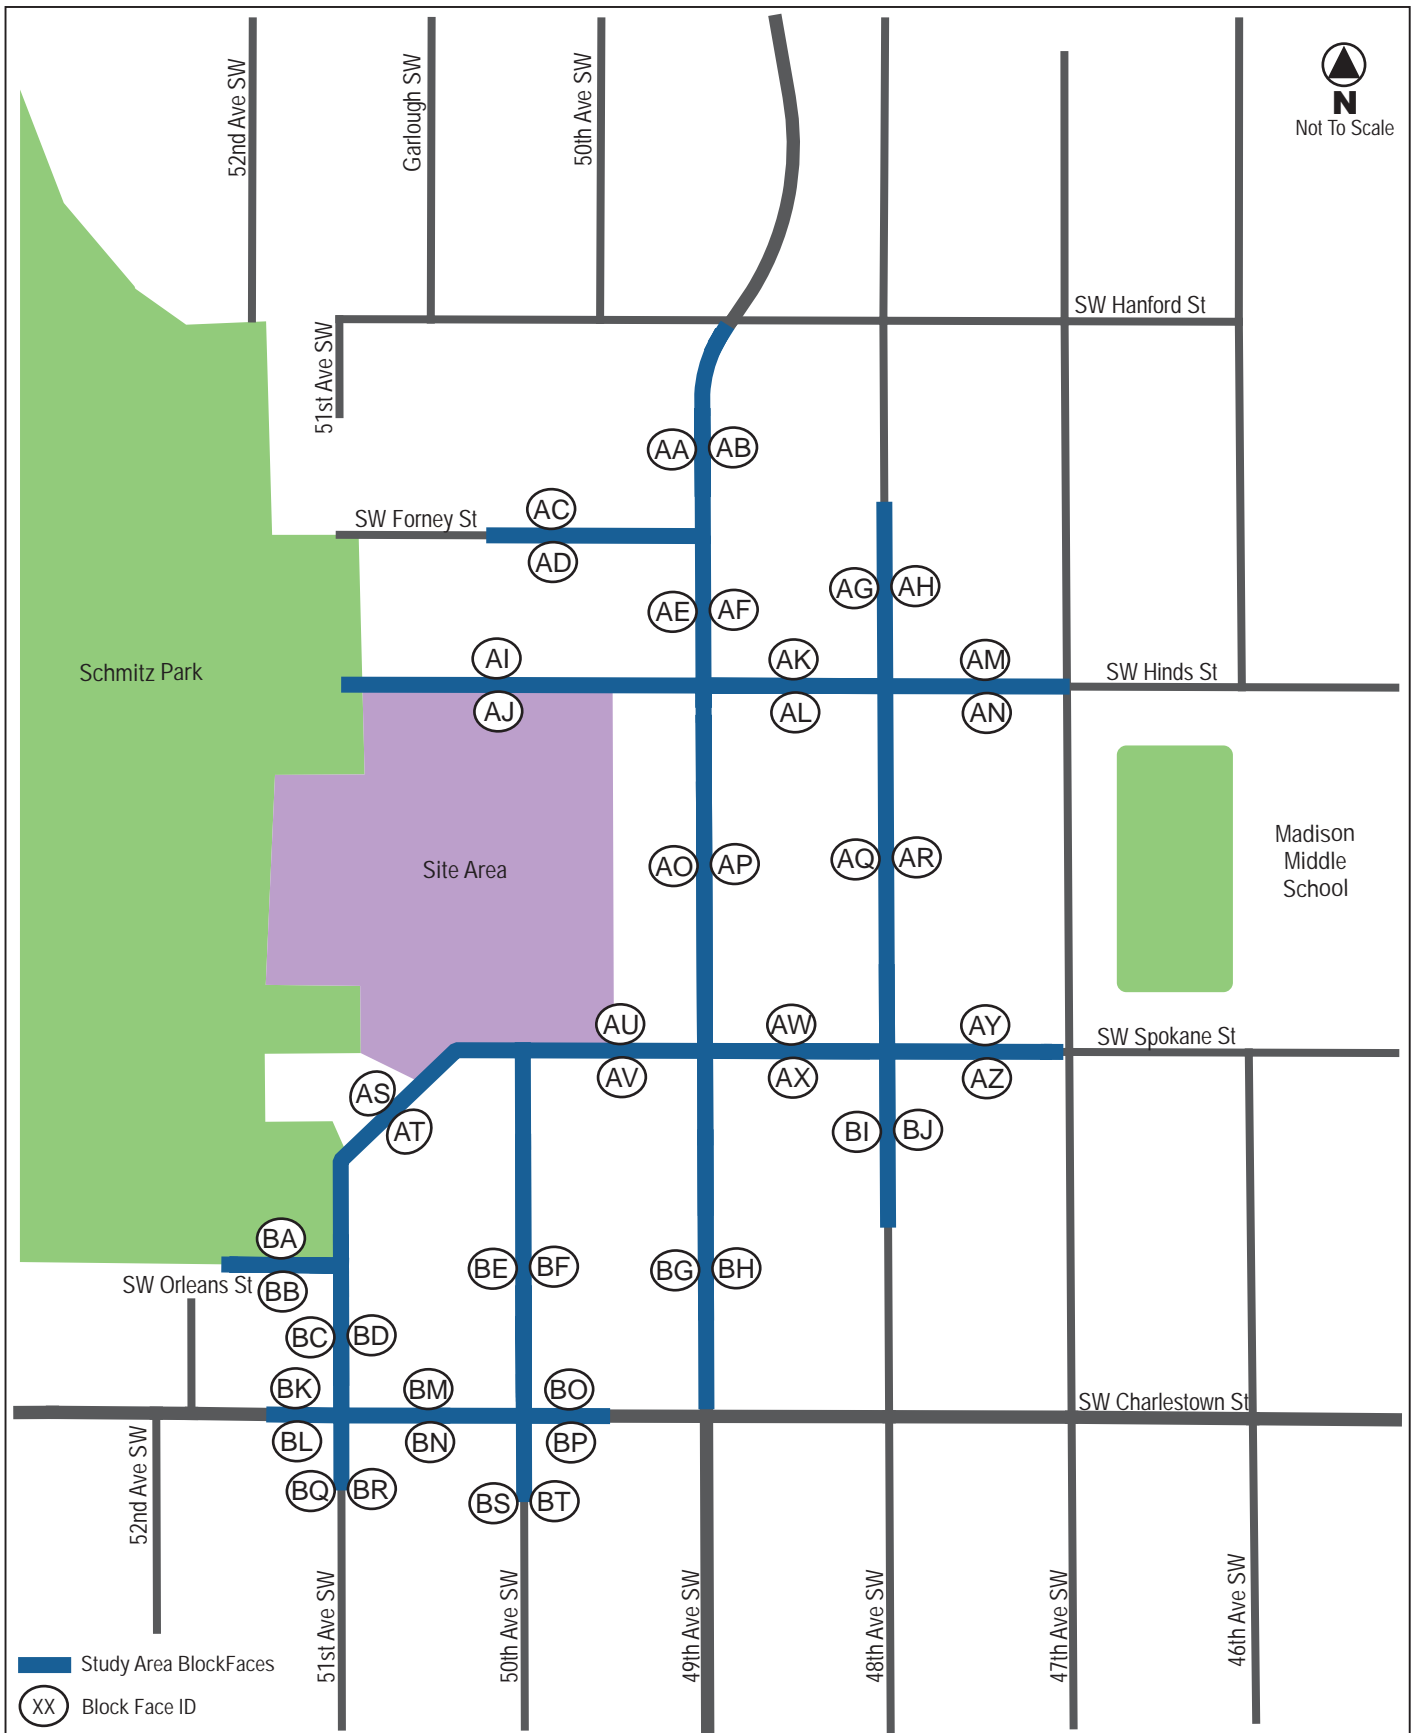 52nd Ave SW
Garlough SW
50th Ave SW
N
Not To Scale
SW Hanford St
51st Ave SW
AA
AB
AC
SW Forney St
AD
AG
AH
AE
AF
AI
AK
AM
Schmitz Park
SW Hinds St
AJ
AL
AN
Madison
Middle
School
Site Area
AO
AP
AQ
AR
AU
AW
AY
SW Spokane St
AV
AX
AZ
AS
AT
BI
BJ
BA
SW Orleans St
BB
BE
BF
BG
BH
BC
BD
BK
BM
BO
SW Charlestown St
BL
BN
BP
52nd Ave SW
BQ
BR
BS
BT
51st Ave SW
50th Ave SW
49th Ave SW
48th Ave SW
47th Ave SW
46th Ave SW
Study Area BlockFaces
XX Block Face ID